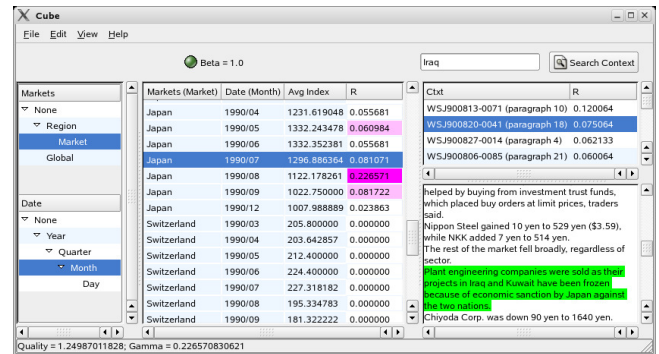 Cube
File Edit View Help
Beta = 1.0
Iraq
Search Context
Markets
None
Region
Market
Global
Date
None
Year
Quarter
Month
Day
Markets (Market) Date (Month) Avg Index R
Japan 1990/04 1231.619048 0.055681
Japan 1990/05 1332.243478 0.060984
Japan 1990/06 1332.352381 0.055681
Japan 1990/07 1296.886364 0.081071
Japan 1990/08 1122.178261 0.226571
Japan 1990/09 1022.750000 0.081722
Japan 1990/12 1007.988889 0.023863
Switzerland 1990/03 205.800000 0.000000
Switzerland 1990/04 203.642857 0.000000
Switzerland 1990/05 212.400000 0.000000
Switzerland 1990/06 224.400000 0.000000
Switzerland 1990/07 227.318182 0.000000
Switzerland 1990/08 195.334783 0.000000
Switzerland 1990/09 181.322222 0.000000
Ctxt R
WSJ900813-0071 (paragraph 10) 0.120064
WSJ900820-0041 (paragraph 18) 0.075064
WSJ900827-0014 (paragraph 4) 0.062133
WSJ900806-0085 (paragraph 21) 0.060064
helped by buying from investment trust funds,
which placed buy orders at limit prices, traders
said.
Nippon Steel gained 10 yen to 529 yen ($3.59),
while NKK added 7 yen to 514 yen.
The rest of the market fell broadly, regardless of
sector.
Plant engineering companies were sold as their
projects in Iraq and Kuwait have been frozen
because of economic sanction by Japan against
the two nations.
Chiyoda Corp. was down 90 yen to 1640 yen.
Quality = 1.24987011828; Gamma = 0.226570830621